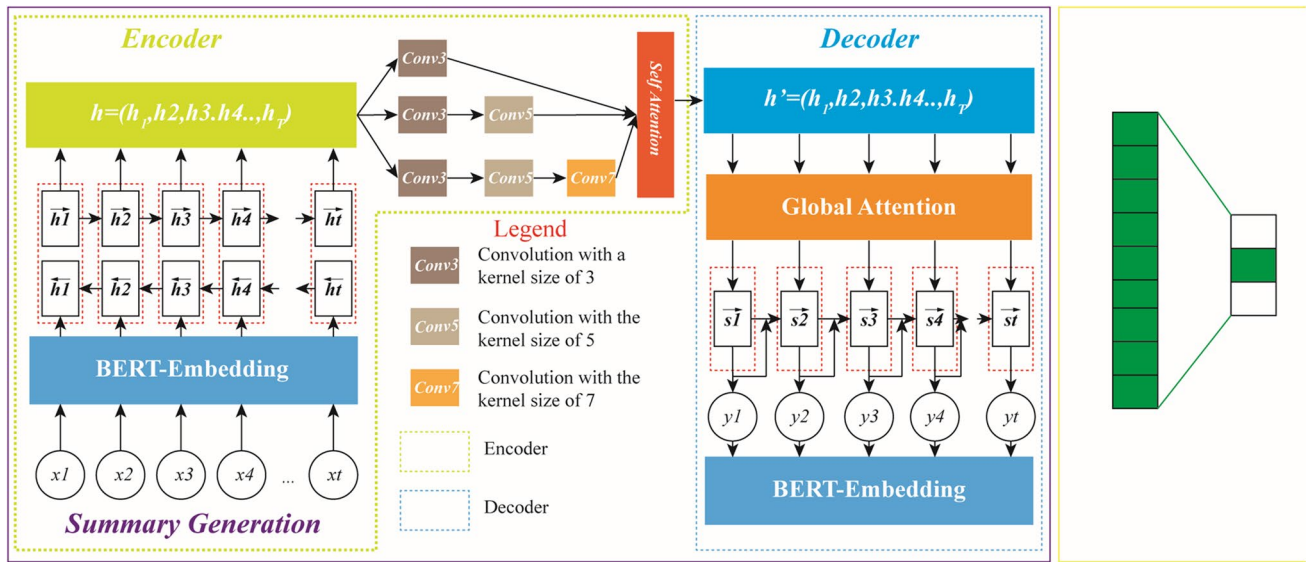 Encoder
h=(h1,h2,h3.h4..,hT)
Conv3
Conv3 Conv5
Conv3 Conv5 Conv7
Self Attention
h1 h2 h3 h4 ht
h1 h2 h3 h4 ht
BERT-Embedding
x1 x2 x3 x4 ... xt
Summary Generation
Legend
Conv3 Convolution with a
kernel size of 3
Conv5 Convolution with the
kernel size of 5
Conv7 Convolution with the
kernel size of 7
Encoder
Decoder
Decoder
h’=(h1,h2,h3.h4..,hT)
Global Attention
s1 s2 s3 s4 st
y1 y2 y3 y4 yt
BERT-Embedding